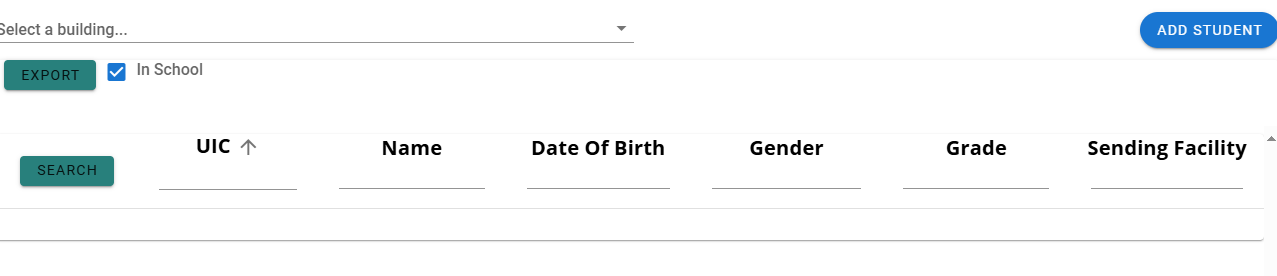 Select a building...
ADD STUDENT
EXPORT
In School
UIC
Name
Date Of Birth
Gender
Grade
Sending Facility
SEARCH